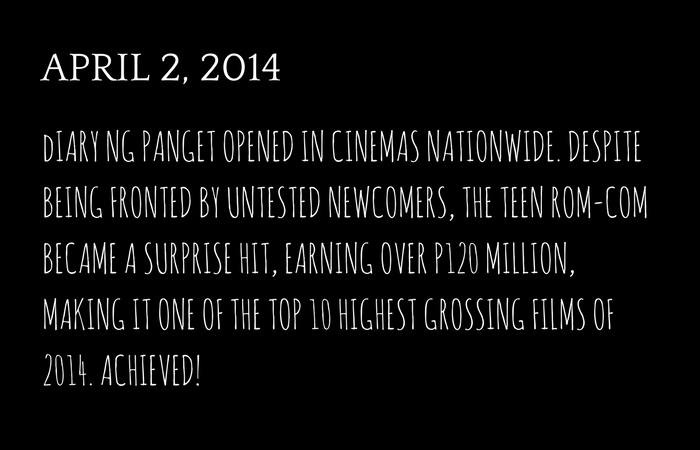 APRIL 2, 2014
DIARY NG PANGET OPENED IN CINEMAS NATIONWIDE. DESPITE
BEING FRONTED BY UNTESTED NEWCOMERS, THE TEEN ROM-COM
BECAME A SURPRISE HIT, EARNING OVER P120 MILLION,
MAKING IT ONE OF THE TOP 10 HIGHEST GROSSING FILMS OF
2014. ACHIEVED!